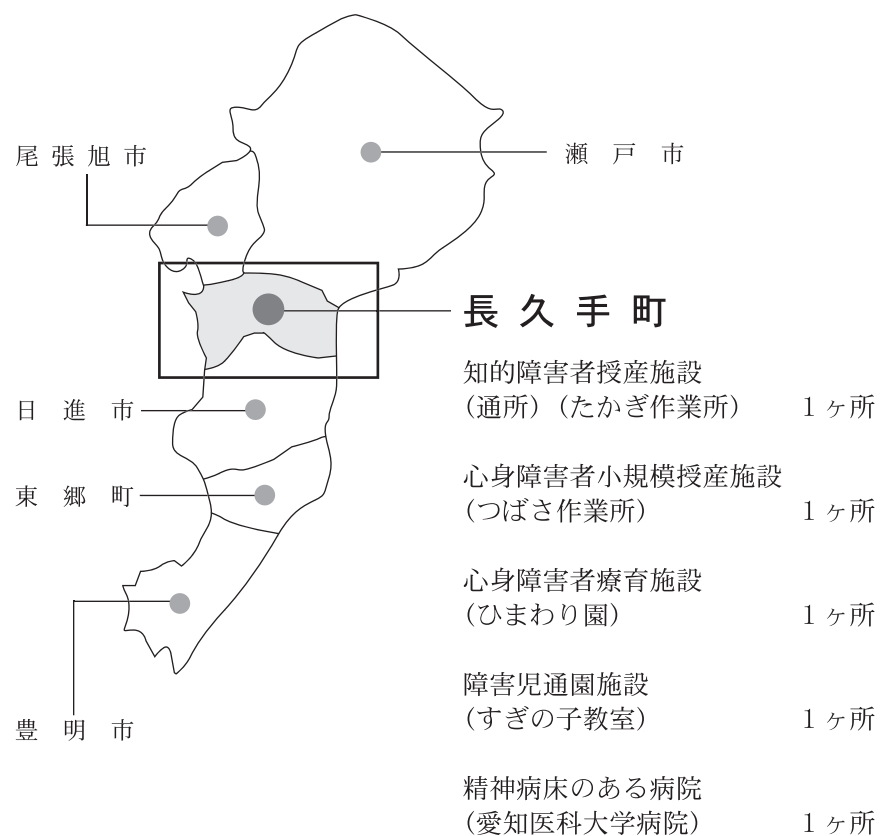 尾張旭市
瀬戸市
長久手町
知的障害者授産施設
（通所）（たかぎ作業所） 1ヶ所
心身障害者小規模授産施設
（つばさ作業所） 1ヶ所
心身障害者療育施設
（ひまわり園） 1ヶ所
障害児通園施設
（すぎの子教室） 1ヶ所
精神病床のある病院
（愛知医科大学病院） 1ヶ所
日進市
東郷町
豊明市